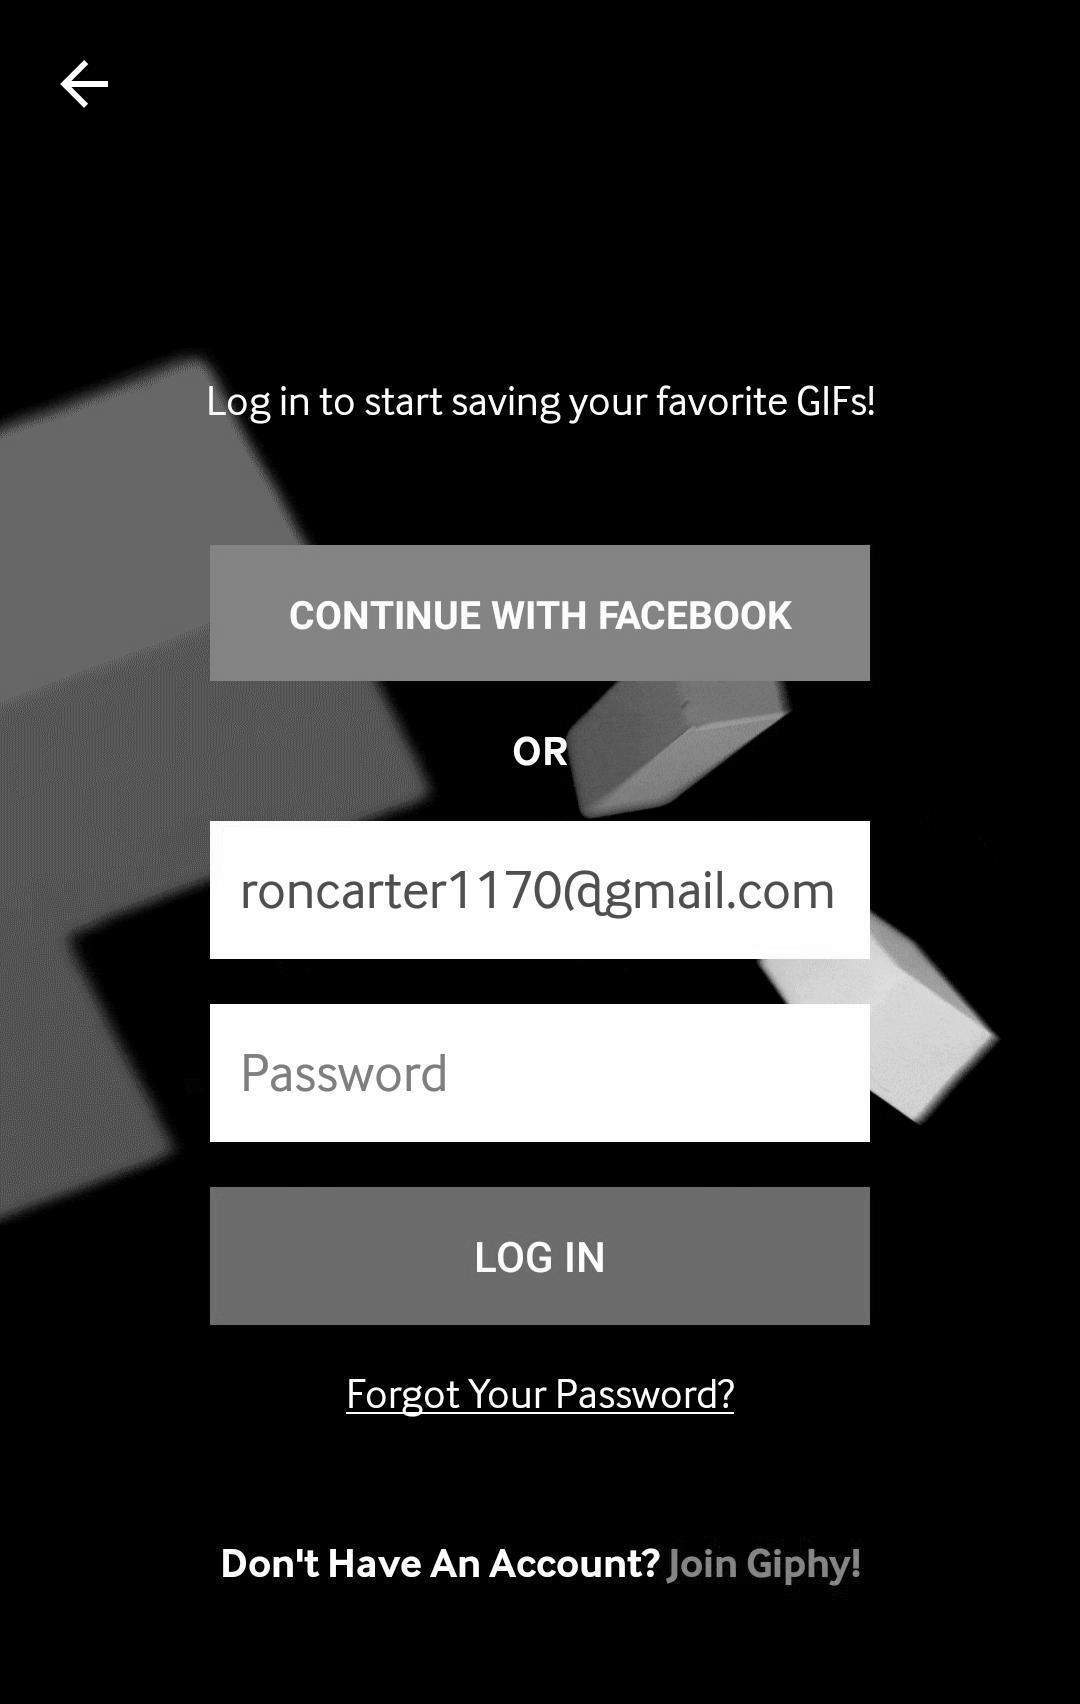 Log in to start saving your favorite GIFs!
CONTINUE WITH FACEBOOK
OR
roncarter1170@gmail.com
Password
LOG IN
Forgot Your Password?
Don't Have An Account? Join Giphy!